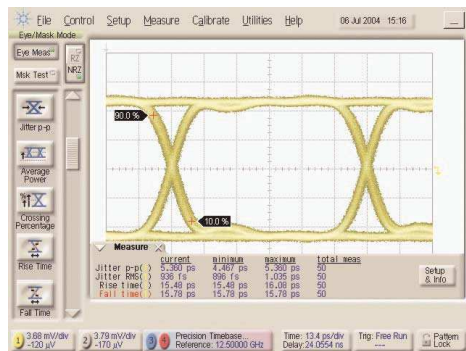 File Control Setup Measure Calibrate Utilities Help 06 Jul 2004 15:16
Eye/Mask Mode
Eye Meas
RZ
NRZ
Msk Test
Jitter p-p
Average
Power
Crossing
Percentage
Rise Time
Fall Time
90.0 %
10.0 %
Measure
current minimum maximum total meas
Jitter p-p( ) 5.360 ps 4.467 ps 5.360 ps 50
Jitter RMS( ) 936 fs 896 fs 1.035 ps 50
Rise time( ) 15.48 ps 15.48 ps 16.08 ps 50
Fall time( ) 15.78 ps 15.78 ps 15.78 ps 50
Setup
& Info
1 3.68 mV/div
-120 µV
2 3.79 mV/div
-170 µV
3 4 Precision Timebase...
Reference: 12.50000 GHz
Time: 13.4 ps/div
Delay: 24.0554 ns
Trig: Free Run
----
Pattern
Lock